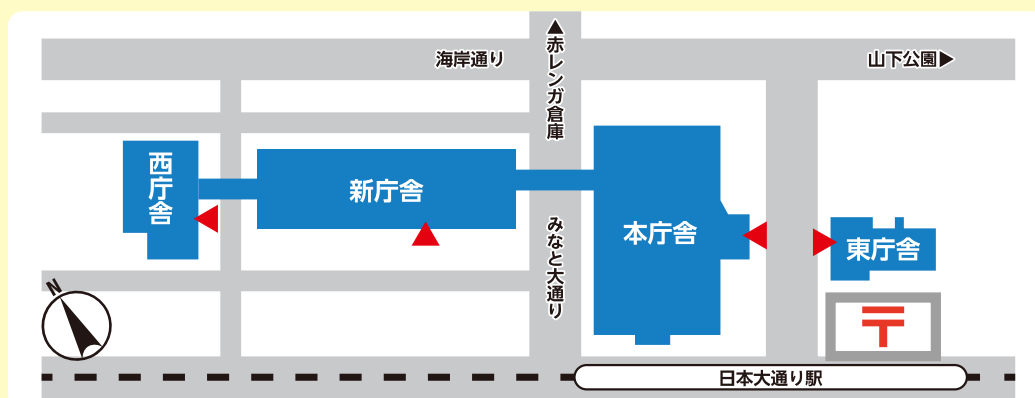 海岸通り
▲赤レンガ倉庫
山下公園▶
西庁舎
新庁舎
本庁舎
みなと大通り
東庁舎
N
〒
日本大通り駅